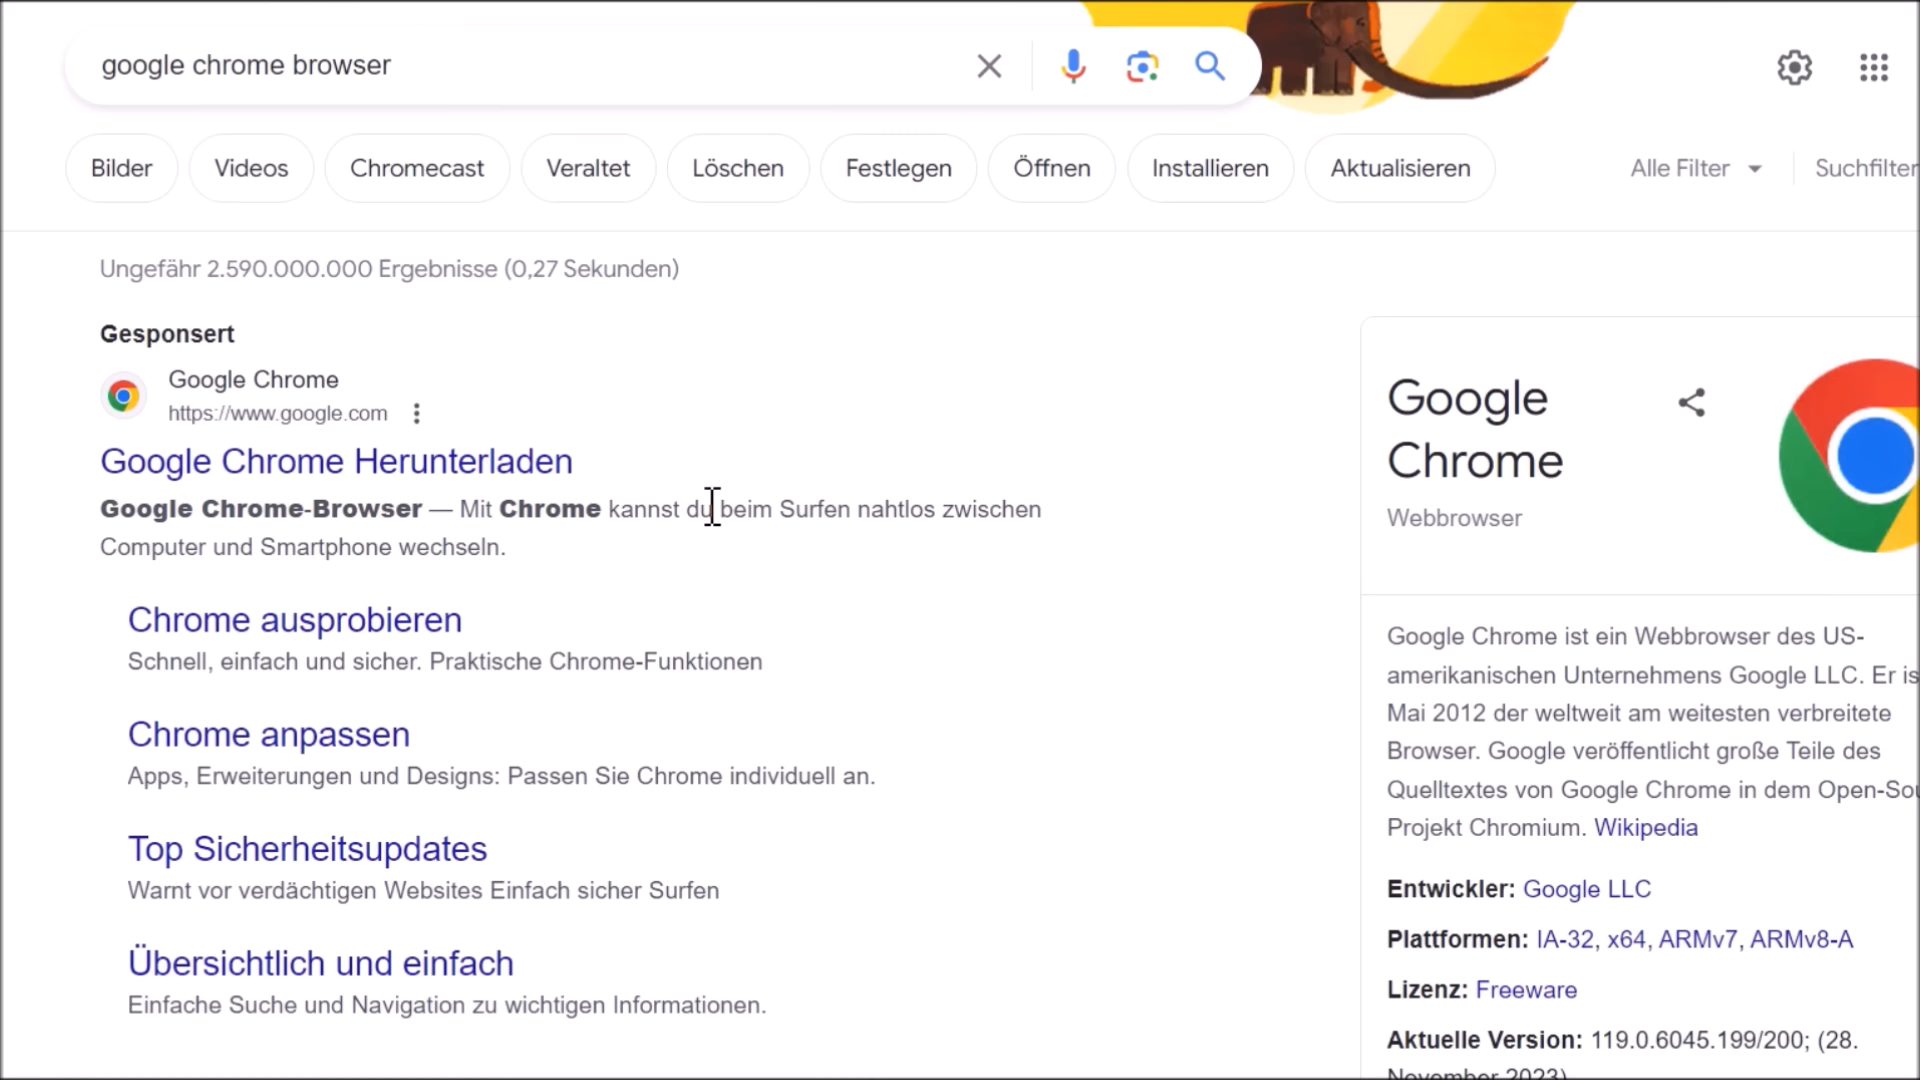 google chrome browser
Bilder
Videos
Chromecast
Veraltet
Löschen
Festlegen
Öffnen
Installieren
Aktualisieren
Alle Filter
Suchfilter
Ungefähr 2.590.000.000 Ergebnisse (0,27 Sekunden)
Gesponsert
Google Chrome
https://www.google.com
Google Chrome Herunterladen
Google Chrome-Browser — Mit Chrome kannst du beim Surfen nahtlos zwischen
Computer und Smartphone wechseln.
Chrome ausprobieren
Schnell, einfach und sicher. Praktische Chrome-Funktionen
Chrome anpassen
Apps, Erweiterungen und Designs: Passen Sie Chrome individuell an.
Top Sicherheitsupdates
Warnt vor verdächtigen Websites Einfach sicher Surfen
Übersichtlich und einfach
Einfache Suche und Navigation zu wichtigen Informationen.
Google
Chrome
Webbrowser
Google Chrome ist ein Webbrowser des US-
amerikanischen Unternehmens Google LLC. Er is
Mai 2012 der weltweit am weitesten verbreitete
Browser. Google veröffentlicht große Teile des
Quelltextes von Google Chrome in dem Open-Sou
Projekt Chromium. Wikipedia
Entwickler: Google LLC
Plattformen: IA-32, x64, ARMv7, ARMv8-A
Lizenz: Freeware
Aktuelle Version: 119.0.6045.199/200; (28.
November 2023)